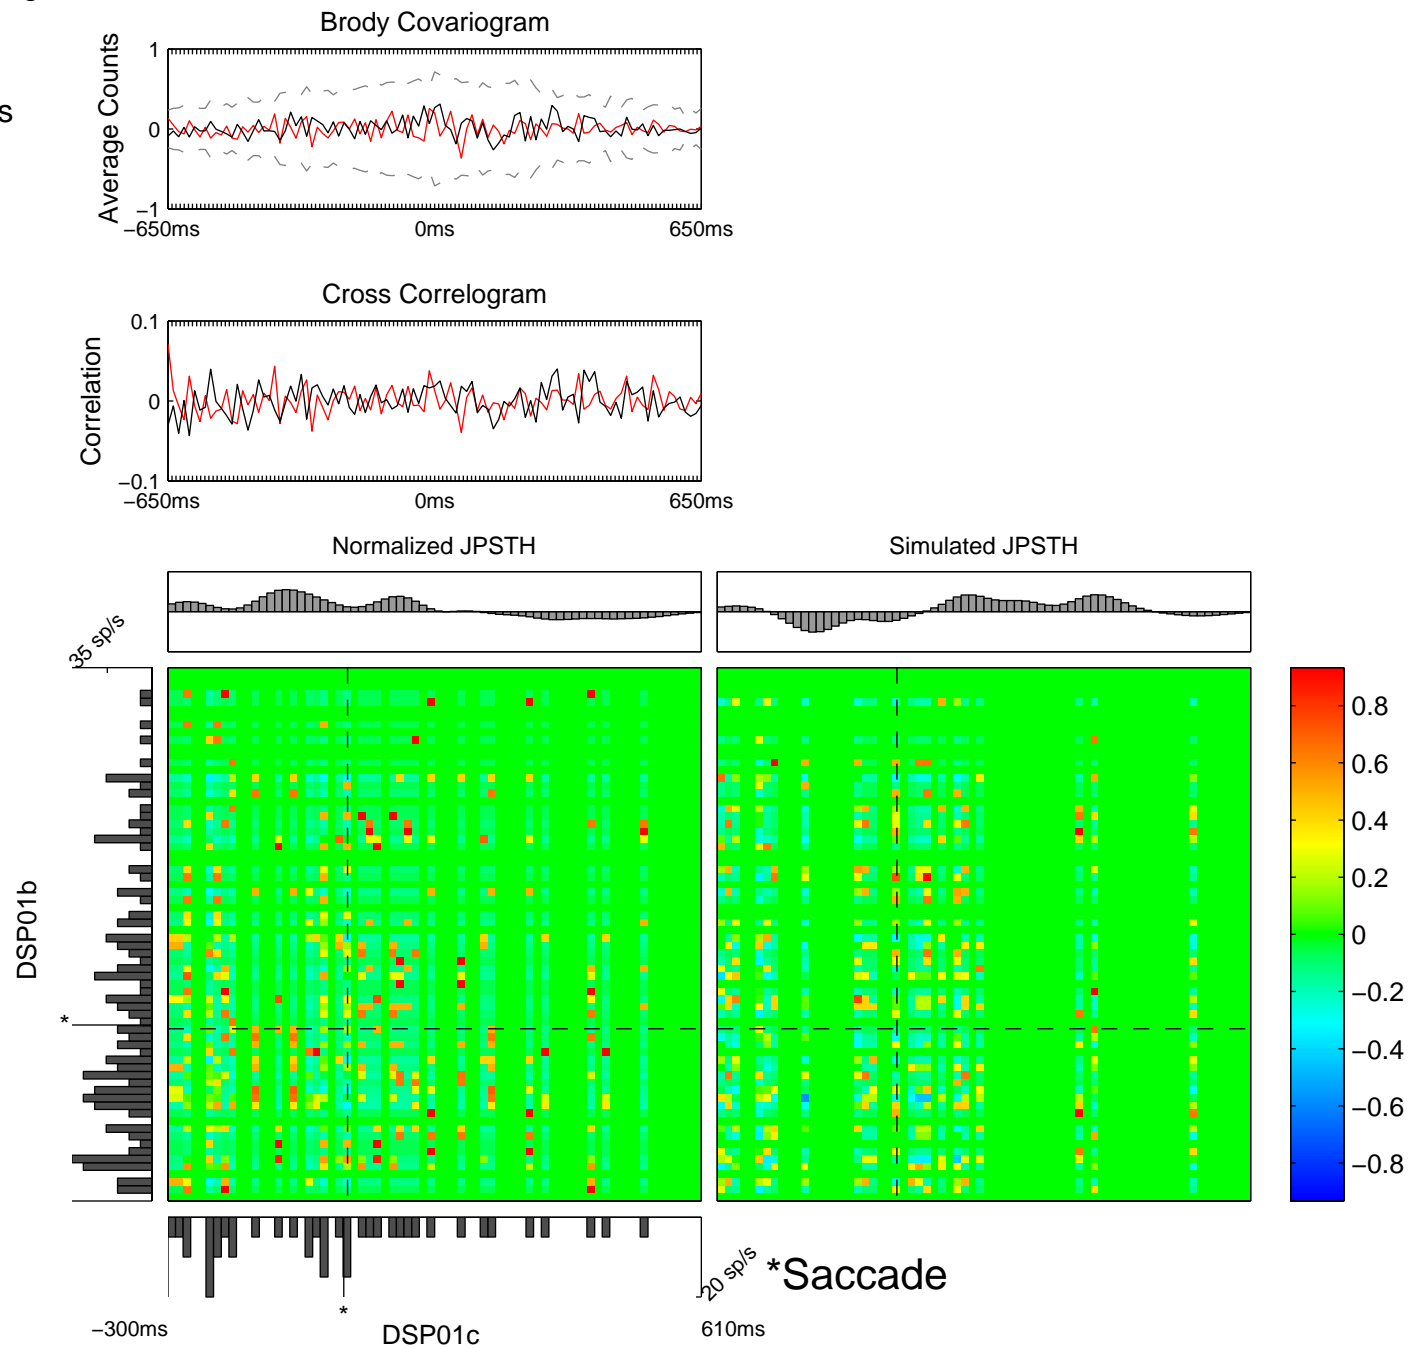 g
Brody Covariogram
s
Average Counts
1
0
−1
−650ms
0ms
650ms
Cross Correlogram
Correlation
0.1
0
−0.1
−650ms
0ms
650ms
Normalized JPSTH
Simulated JPSTH
35 sp/s
DSP01b
*
0.8
0.6
0.4
0.2
0
−0.2
−0.4
−0.6
−0.8
20 sp/s
*Saccade
*
−300ms
DSP01c
610ms